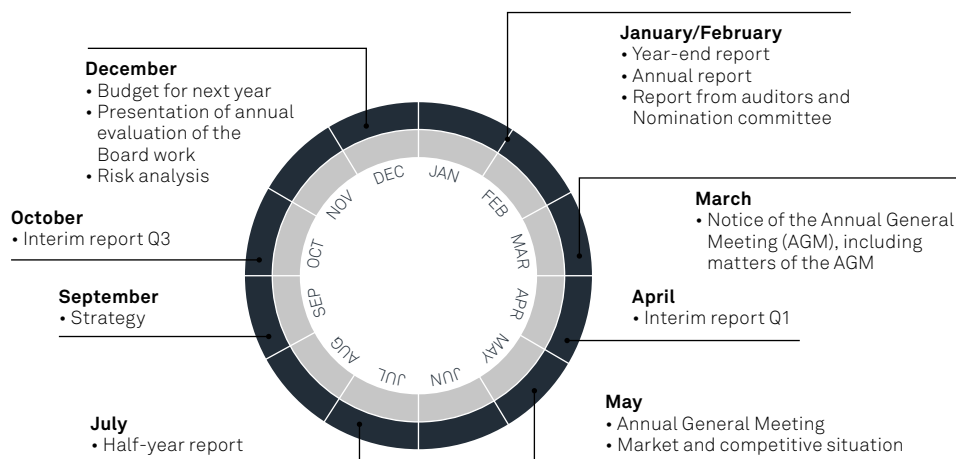 January/February
• Year-end report
• Annual report
• Report from auditors and
Nomination committee
December
• Budget for next year
• Presentation of annual
evaluation of the
Board work
• Risk analysis
March
• Notice of the Annual General
Meeting (AGM), including
matters of the AGM
October
• Interim report Q3
September
• Strategy
April
• Interim report Q1
July
• Half-year report
May
• Annual General Meeting
• Market and competitive situation
JAN
FEB
MAR
APR
MAY
JUN
JUL
AUG
SEP
OCT
NOV
DEC